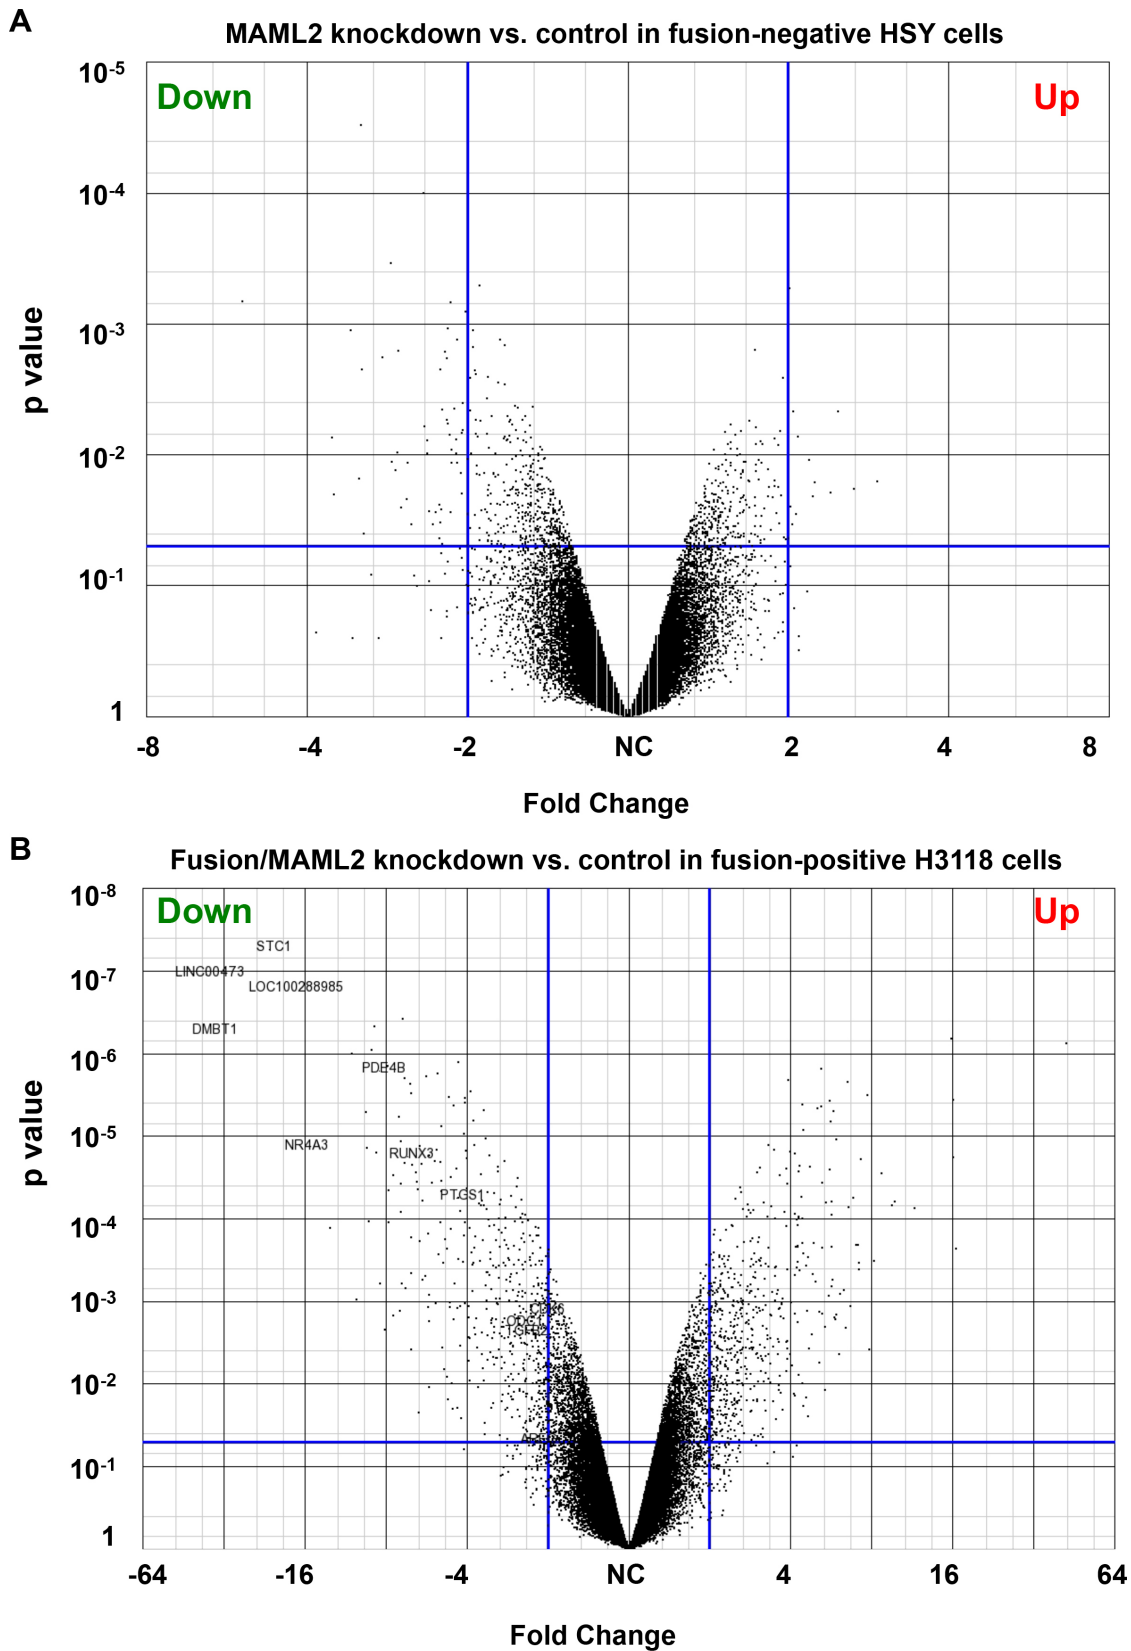 A
MAML2 knockdown vs. control in fusion-negative HSY cells
10-5
Down
Up
10-4
10-3
p value
10-2
10-1
1
-8 -4 -2 NC 2 4 8
Fold Change
B
Fusion/MAML2 knockdown vs. control in fusion-positive H3118 cells
10-8
Down
Up
STC1
LINC00473
10-7
LOC100288985
DMBT1
10-6
PDE4B
p value
10-5
NR4A3
RUNX3
PTGS1
10-4
10-3
10-2
10-1
1
-64 -16 -4 NC 4 16 64
Fold Change